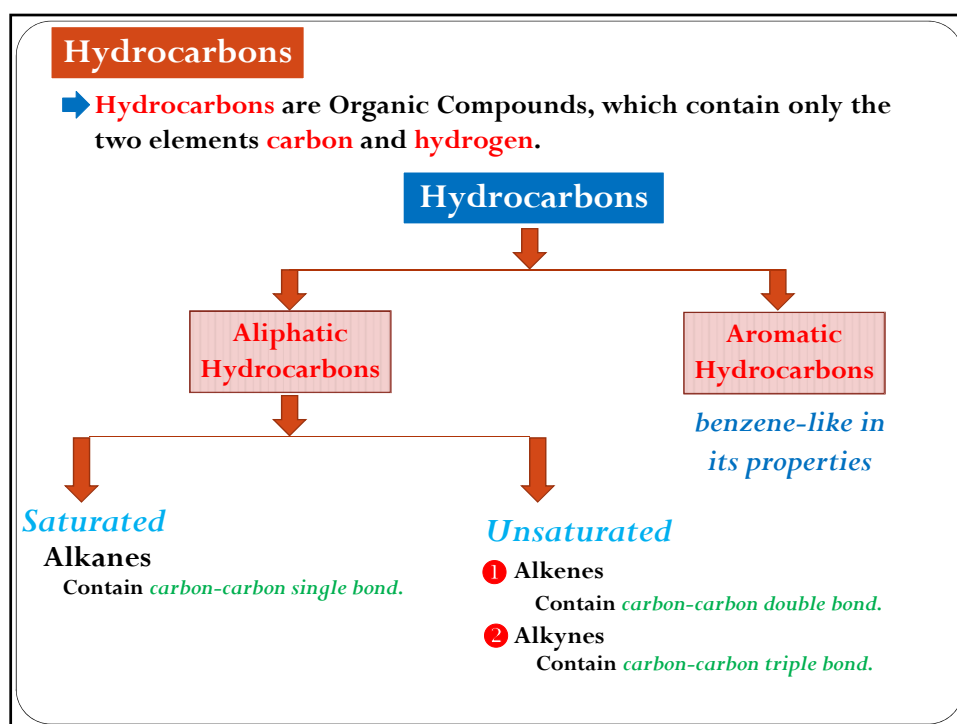 Hydrocarbons
Hydrocarbons are Organic Compounds, which contain only the
two elements carbon and hydrogen.
Hydrocarbons
Aliphatic
Hydrocarbons
Aromatic
Hydrocarbons
benzene-like in
its properties
Saturated
Alkanes
Contain carbon-carbon single bond.
Unsaturated
1 Alkenes
Contain carbon-carbon double bond.
2 Alkynes
Contain carbon-carbon triple bond.